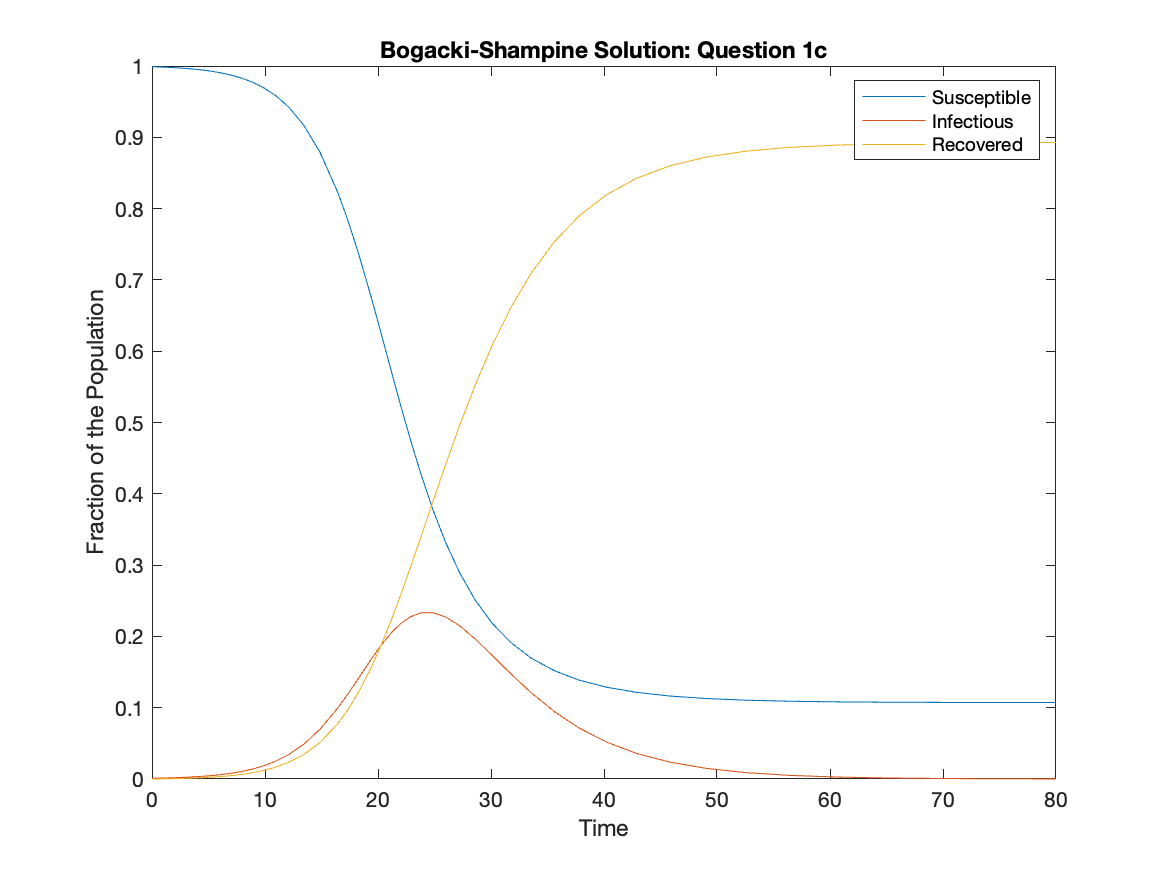 Bogacki-Shampine Solution: Question 1c
Susceptible
Infectious
Recovered
Fraction of the Population
1
0.9
0.8
0.7
0.6
0.5
0.4
0.3
0.2
0.1
0
0 10 20 30 40 50 60 70 80
Time